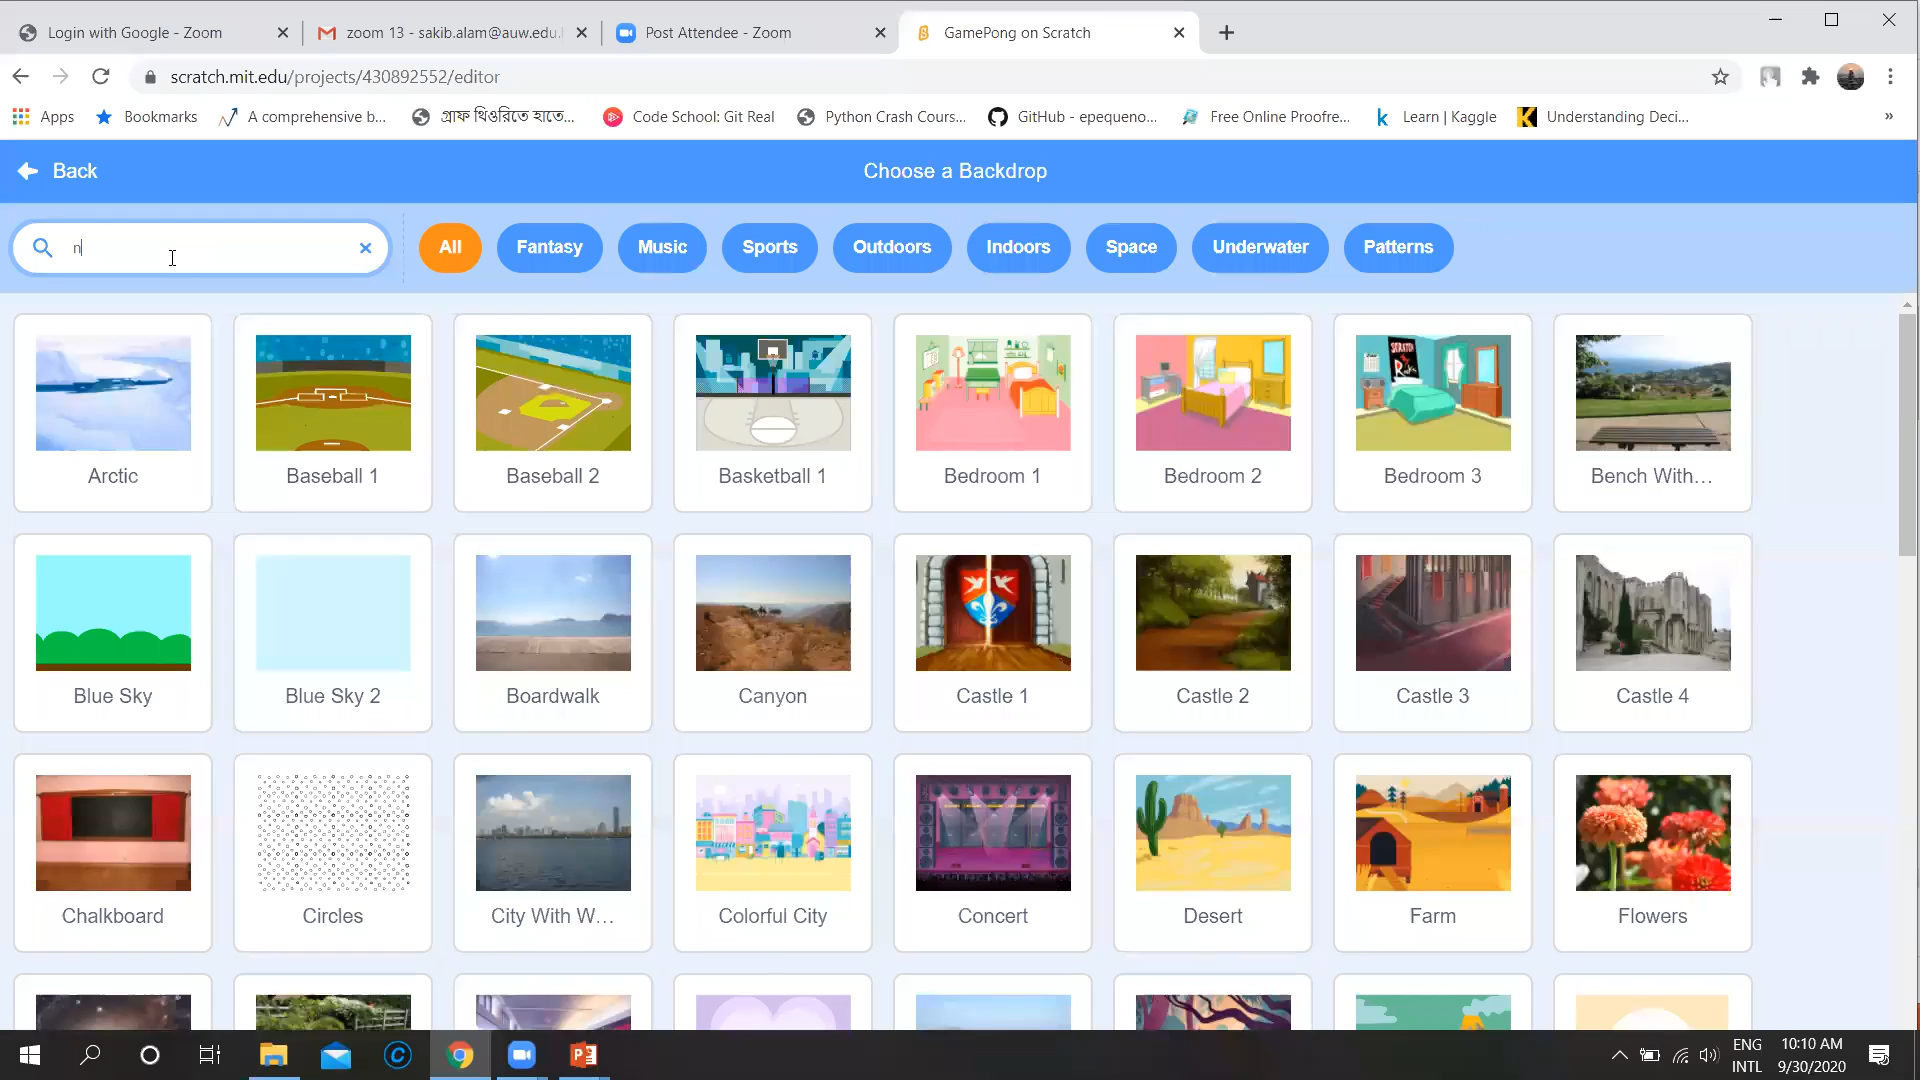 Login with Google - Zoom
zoom 13 - sakib.alam@auw.edu.
Post Attendee - Zoom
GamePong on Scratch
scratch.mit.edu/projects/430892552/editor
Apps
Bookmarks
A comprehensive b...
গ্রাফ থিওরিতে হাতে...
Code School: Git Real
Python Crash Cours...
GitHub - epequeno...
Free Online Proofre...
Learn | Kaggle
Understanding Deci...
»
Back
Choose a Backdrop
n
All
Fantasy
Music
Sports
Outdoors
Indoors
Space
Underwater
Patterns
Arctic
Baseball 1
Baseball 2
Basketball 1
Bedroom 1
Bedroom 2
SCRATCH
Bedroom 3
Bench With...
Blue Sky
Blue Sky 2
Boardwalk
Canyon
Castle 1
Castle 2
Castle 3
Castle 4
Chalkboard
Circles
City With W...
Colorful City
Concert
Desert
Farm
Flowers
ENG
INTL
10:10 AM
9/30/2020